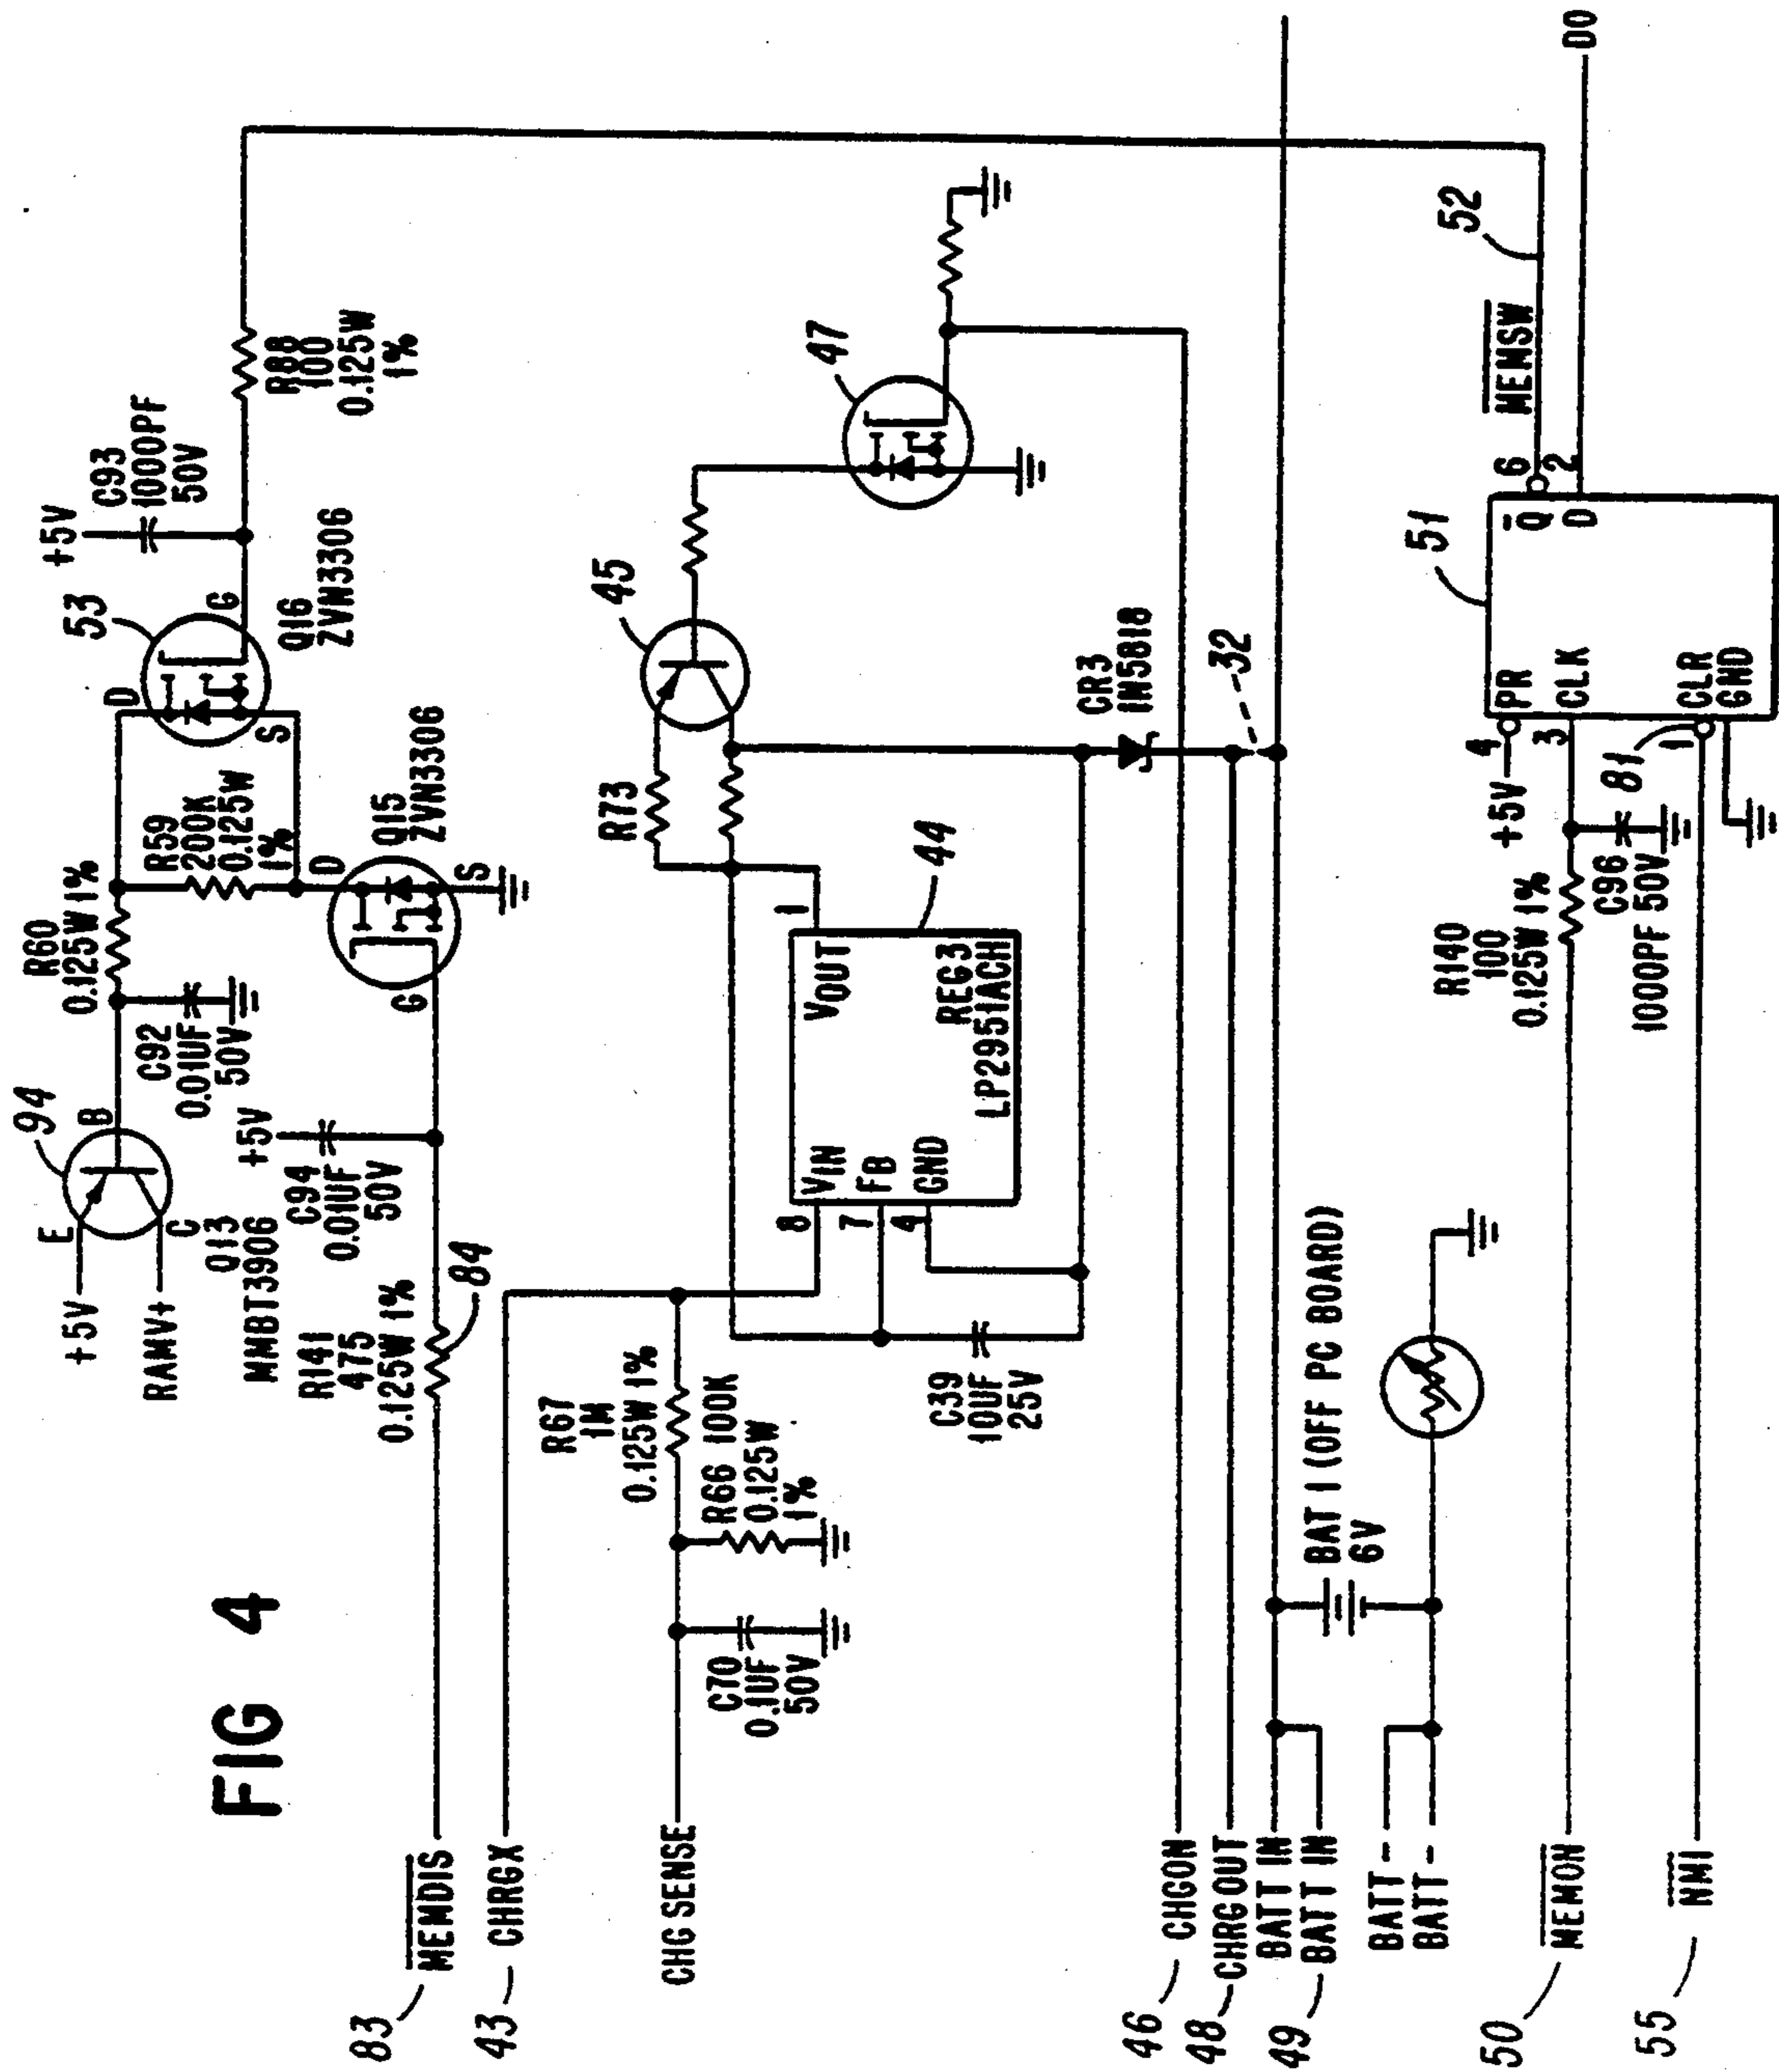 FIG 4
+5V
E
94
B
RAMV+
C
Q13
MMBT3906
C92
0.01UF
50V
R60
0.125W 1%
R59
200K
0.125W
1%
D
53
G
S
Q16
ZVN3306
+5V
C93
1000PF
50V
R88
100
0.125W
1%
+5V
C94
0.01UF
50V
G
D
S
Q15
ZVN3306
R141
475
0.125W 1%
84
83
MEMDIS
43
CHRGX
CHG SENSE
R67
1M
0.125W 1%
R66 100K
0.125W
1%
C70
0.1UF
50V
8
VIN
7
FB
4
GND
1
VOUT
REG3
LP2951ACH
44
C39
10UF
25V
R73
45
47
CR3
1N5818
32
46
CHGON
48
CHRGOUT
BATT IN
49
BATT IN
BATT -
BATT -
BAT 1 (OFF PC BOARD)
6V
50
MEMON
55
NMI
R140
100
0.125W 1%
C96
1000PF 50V
+5V
4
PR
3
CLK
81
1
CLR
GND
51
Q
6
D
2
MEMSW
52
D0